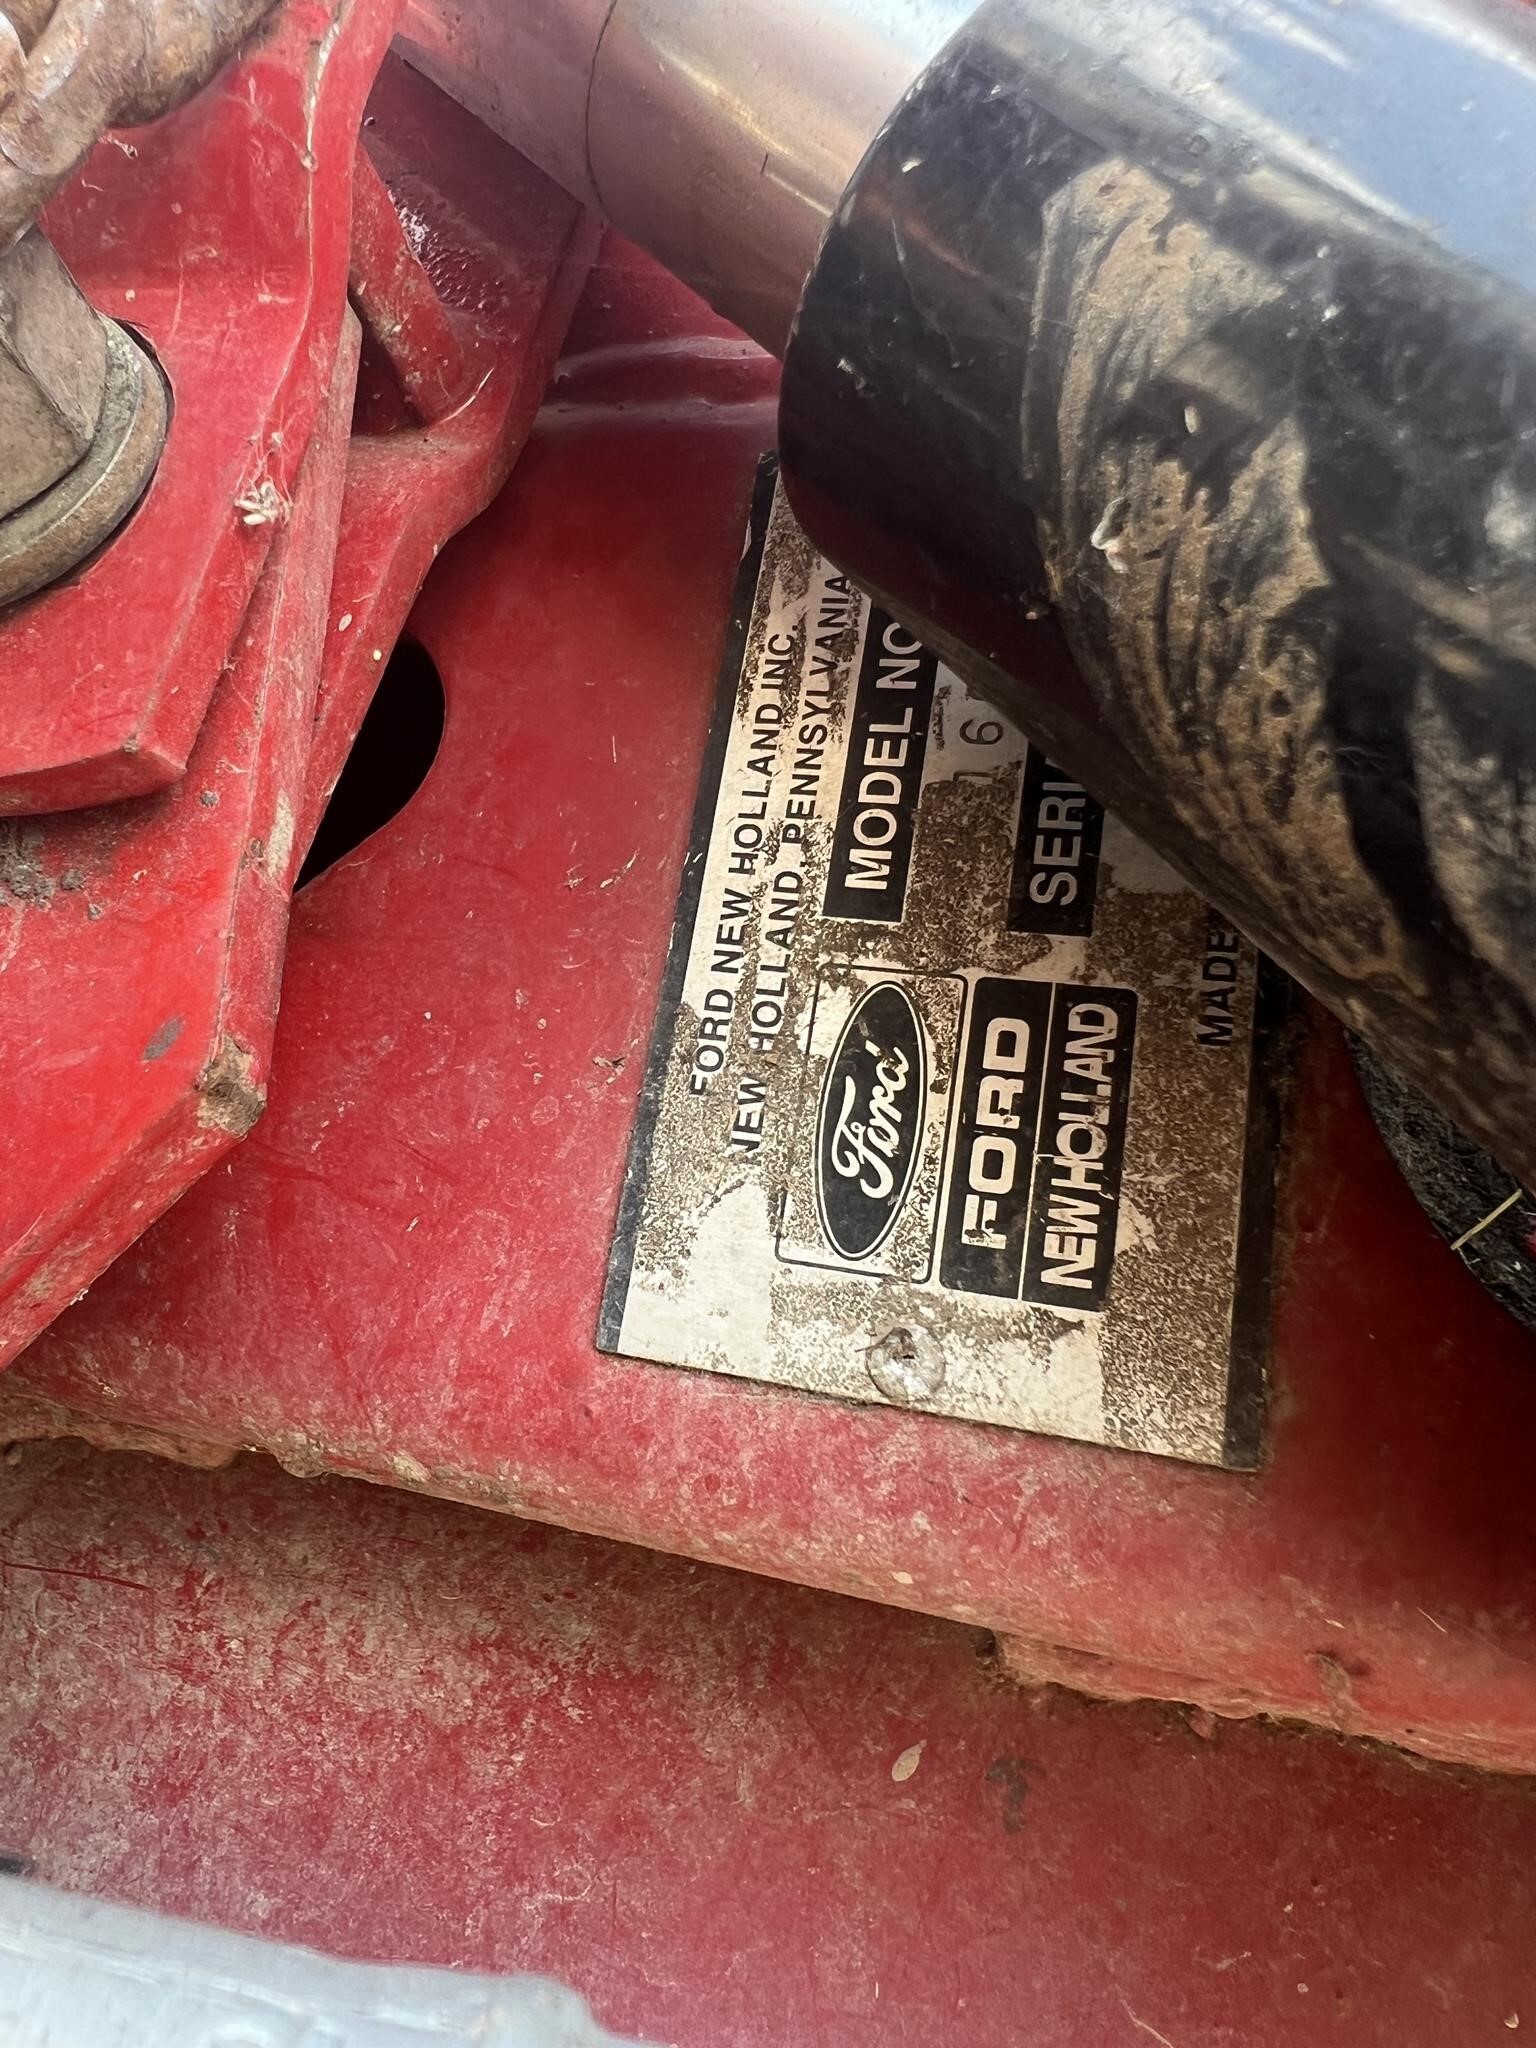 FORD NEW HOLLAND INC.
NEW HOLLAND, PENNSYLVANIA
MODEL NO
16
SERI
Ford
FORD
NEW HOLLAND
MADE